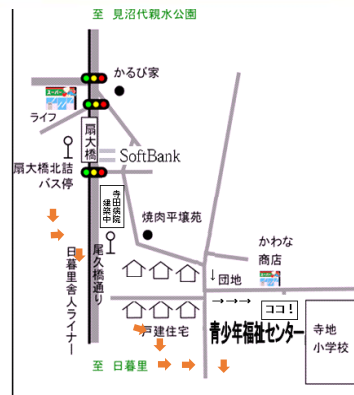 至 見沼代親水公園
かるび家
スーパー
ライフ
扇大橋
SoftBank
扇大橋北詰
バス停
寺田病院
建築中
焼肉平壌苑
かわな
商店
尾久橋通り
日暮里舎人ライナー
↓団地
→→→
ココ!
戸建住宅
青少年福祉センター
寺地
小学校
至 日暮里